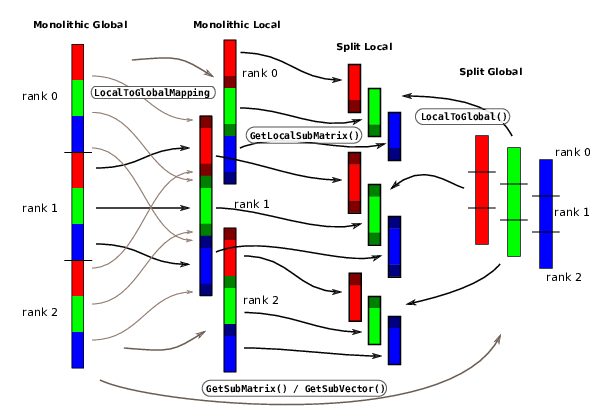 Monolithic Global
Monolithic Local
Split Local
Split Global
rank 0
rank 1
rank 2
LocalToGlobalMapping
rank 0
rank 1
rank 2
GetLocalSubMatrix()
LocalToGlobal()
rank 0
rank 1
rank 2
GetSubMatrix() / GetSubVector()